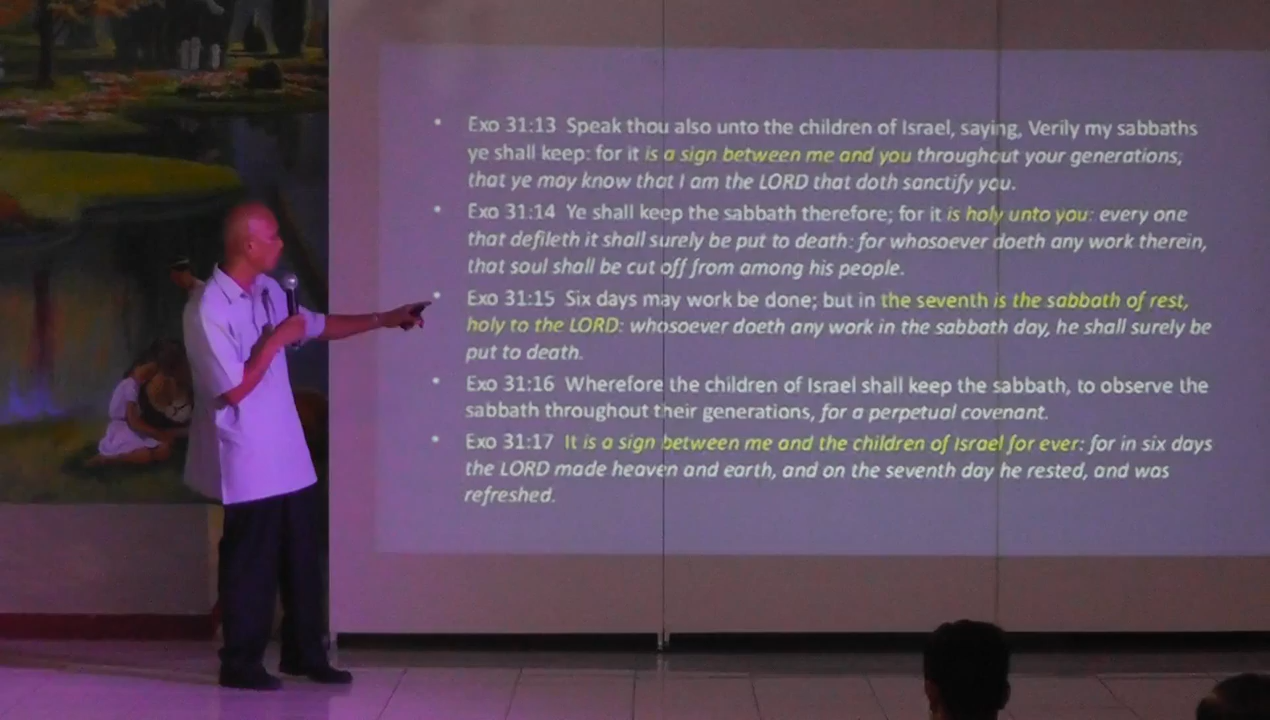 • Exo 31:13 Speak thou also unto the children of Israel, saying, Verily my sabbaths
ye shall keep: for it is a sign between me and you throughout your generations;
that ye may know that I am the LORD that doth sanctify you.
• Exo 31:14 Ye shall keep the sabbath therefore; for it is holy unto you: every one
that defileth it shall surely be put to death: for whosoever doeth any work therein,
that soul shall be cut off from among his people.
• Exo 31:15 Six days may work be done; but in the seventh is the sabbath of rest,
holy to the LORD: whosoever doeth any work in the sabbath day, he shall surely be
put to death.
• Exo 31:16 Wherefore the children of Israel shall keep the sabbath, to observe the
sabbath throughout their generations, for a perpetual covenant.
• Exo 31:17 It is a sign between me and the children of Israel for ever: for in six days
the LORD made heaven and earth, and on the seventh day he rested, and was
refreshed.